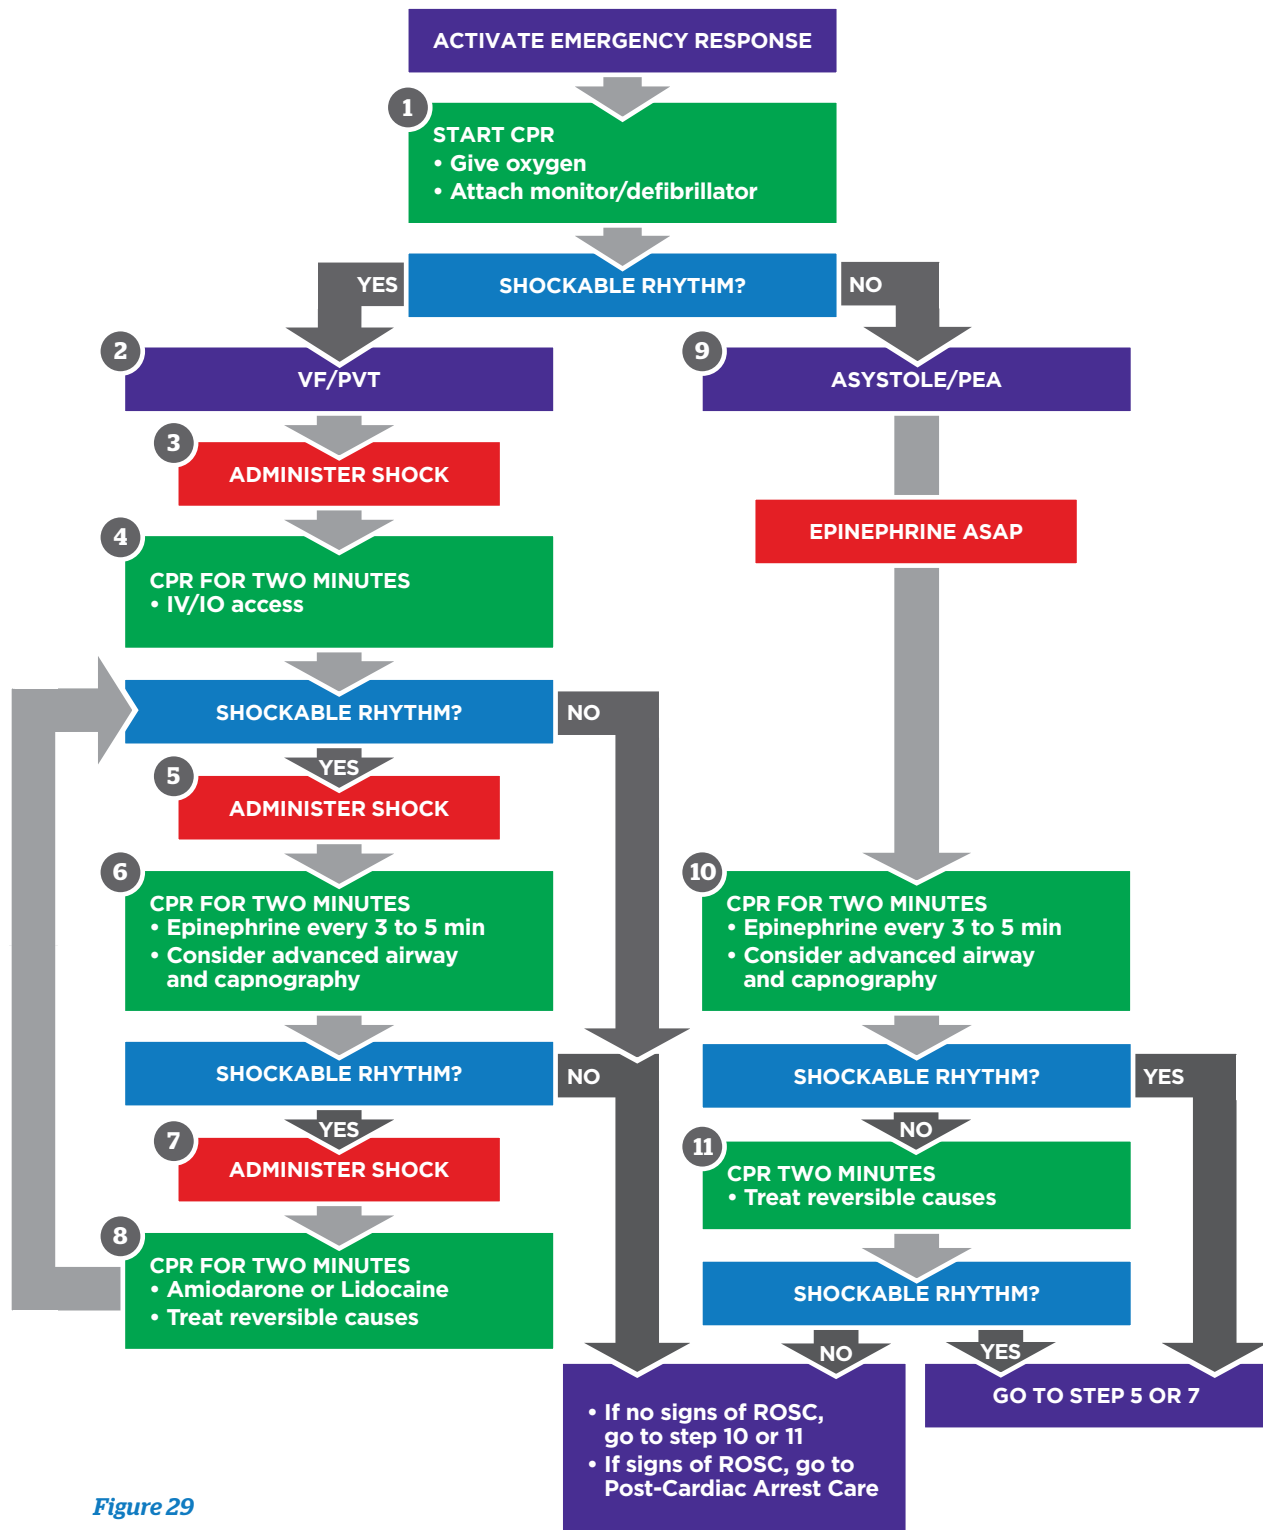 ACTIVATE EMERGENCY RESPONSE
1
START CPR
• Give oxygen
• Attach monitor/defibrillator
YES
SHOCKABLE RHYTHM?
NO
2
VF/PVT
3
ADMINISTER SHOCK
4
CPR FOR TWO MINUTES
• IV/IO access
SHOCKABLE RHYTHM?
NO
YES
5
ADMINISTER SHOCK
6
CPR FOR TWO MINUTES
• Epinephrine every 3 to 5 min
• Consider advanced airway
and capnography
SHOCKABLE RHYTHM?
NO
YES
7
ADMINISTER SHOCK
8
CPR FOR TWO MINUTES
• Amiodarone or Lidocaine
• Treat reversible causes
9
ASYSTOLE/PEA
EPINEPHRINE ASAP
10
CPR FOR TWO MINUTES
• Epinephrine every 3 to 5 min
• Consider advanced airway
and capnography
SHOCKABLE RHYTHM?
YES
NO
11
CPR TWO MINUTES
• Treat reversible causes
SHOCKABLE RHYTHM?
NO
YES
• If no signs of ROSC,
go to step 10 or 11
• If signs of ROSC, go to
Post-Cardiac Arrest Care
GO TO STEP 5 OR 7
Figure 29